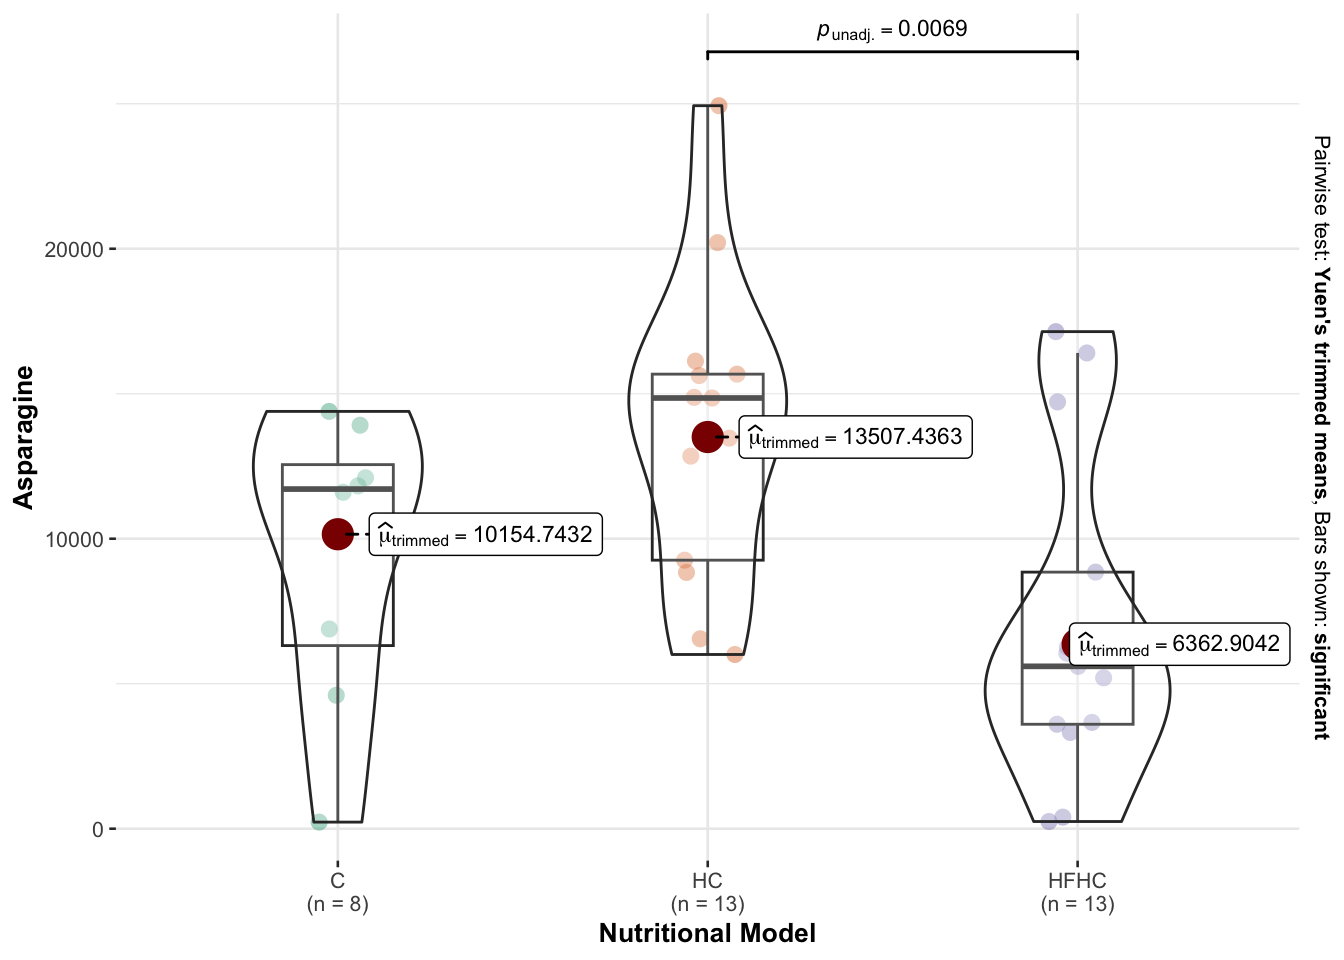 p unadj. = 0.0069
20000
10000
0
Asparagine
μ̂ trimmed = 13507.4363
μ̂ trimmed = 10154.7432
μ̂ trimmed = 6362.9042
C
(n = 8)
HC
(n = 13)
HFHC
(n = 13)
Nutritional Model
Pairwise test: Yuen's trimmed means, Bars shown: significant